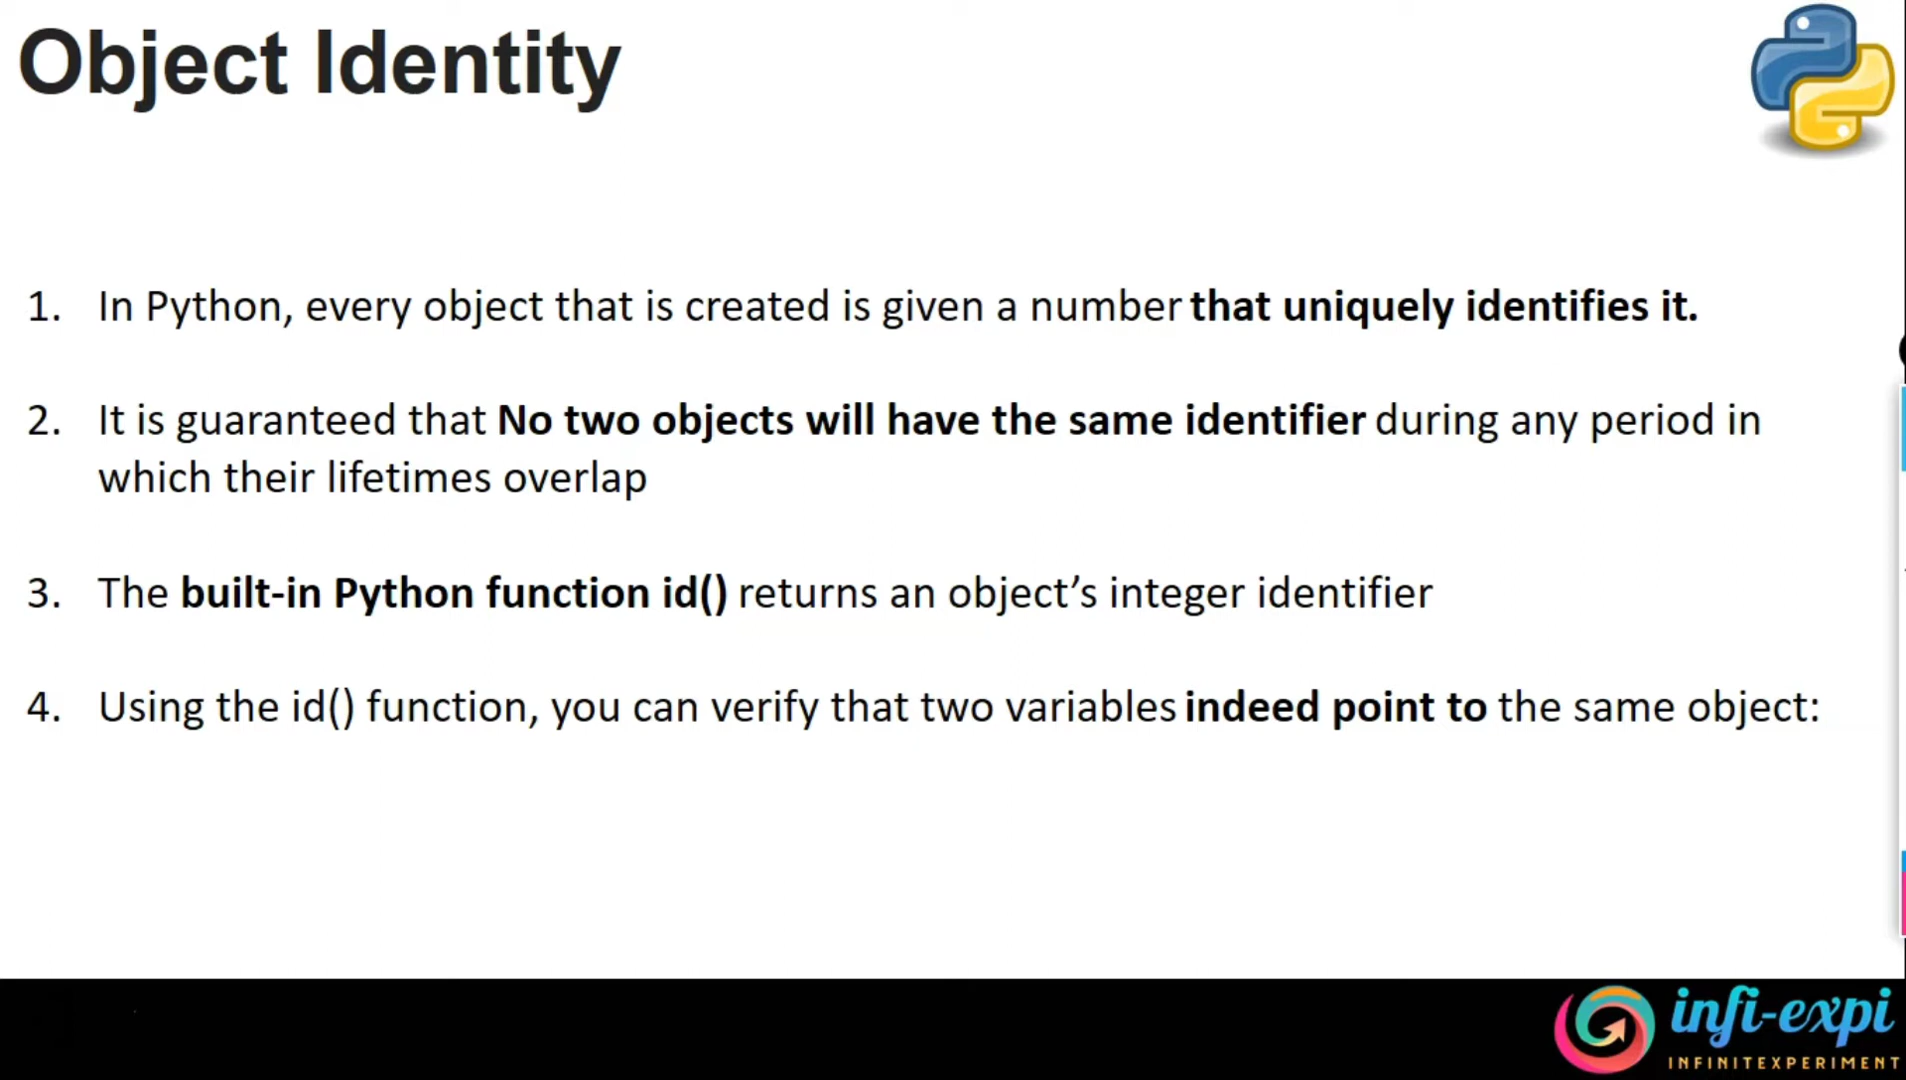 Object Identity
1. In Python, every object that is created is given a number that uniquely identifies it.
2. It is guaranteed that No two objects will have the same identifier during any period in
which their lifetimes overlap
3. The built-in Python function id() returns an object’s integer identifier
4. Using the id() function, you can verify that two variables indeed point to the same object:
infi-expi
INFINITEXPERIMENT